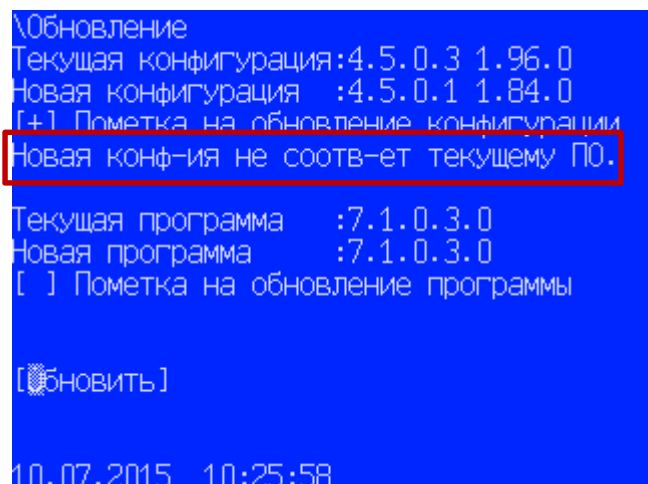 \Обновление
Текущая конфигурация:4.5.0.3 1.96.0
Новая конфигурация  :4.5.0.1 1.84.0
[+] Пометка на обновление конфигурации
Новая конф-ия не соотв-ет текущему ПО.
Текущая программа   :7.1.0.3.0
Новая программа     :7.1.0.3.0
[ ] Пометка на обновление программы
[Обновить]
10.07.2015  10:25:58